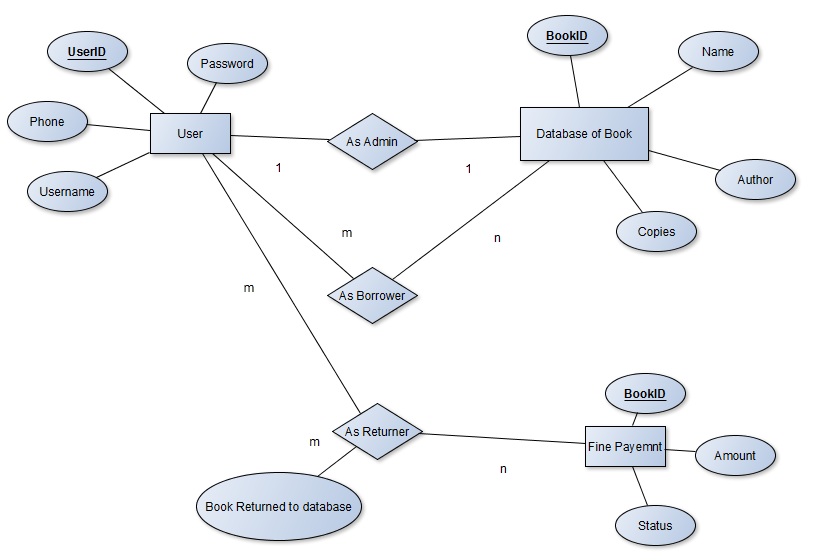 BookID
UserID
Name
Password
Phone
User
As Admin
Database of Book
1
1
Author
Username
Copies
m
n
m
As Borrower
BookID
As Returner
m
Fine Payemnt
Amount
n
Book Returned to database
Status